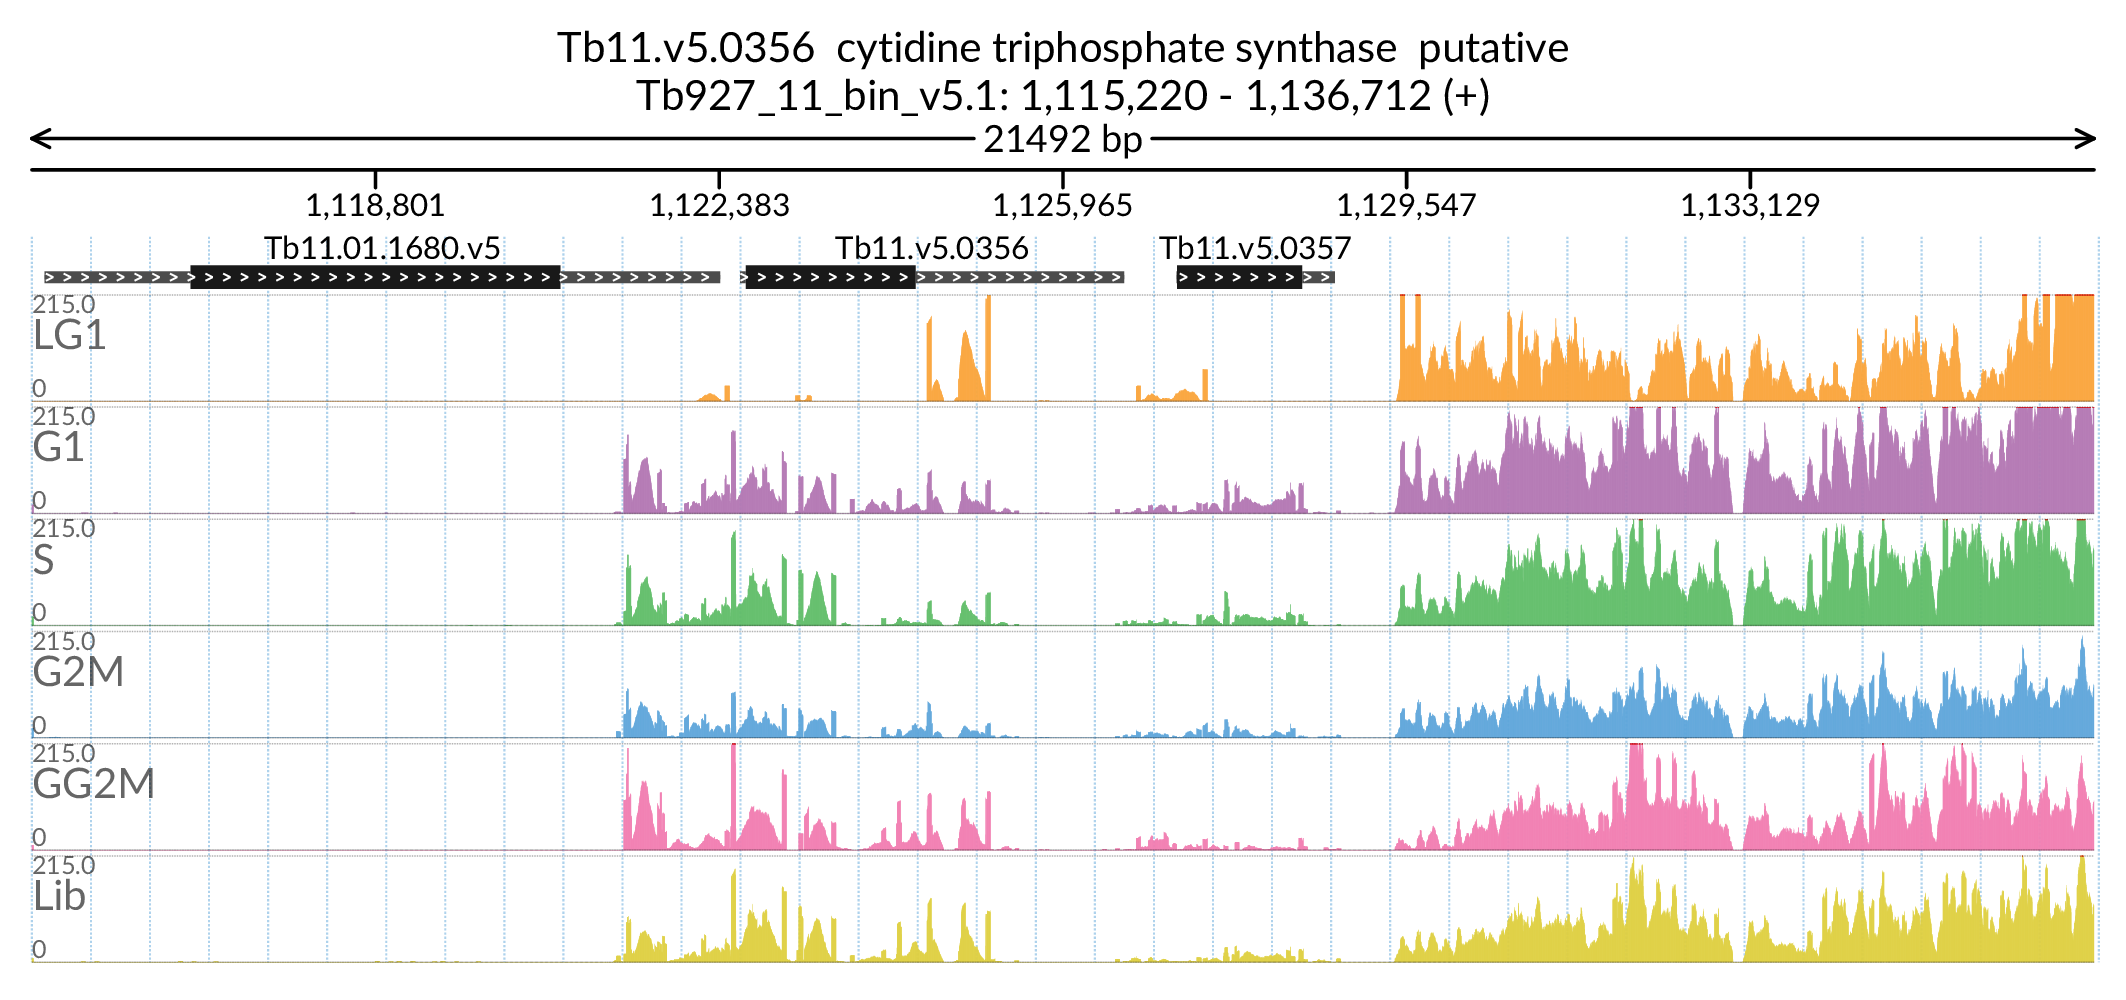 Tb11.v5.0356 cytidine triphosphate synthase putative
Tb927_11_bin_v5.1: 1,115,220 - 1,136,712 (+)
21492 bp
1,118,801 1,122,383 1,125,965 1,129,547 1,133,129
Tb11.01.1680.v5 Tb11.v5.0356 Tb11.v5.0357
215.0
LG1
0
215.0
G1
0
215.0
S
0
215.0
G2M
0
215.0
GG2M
0
215.0
Lib
0